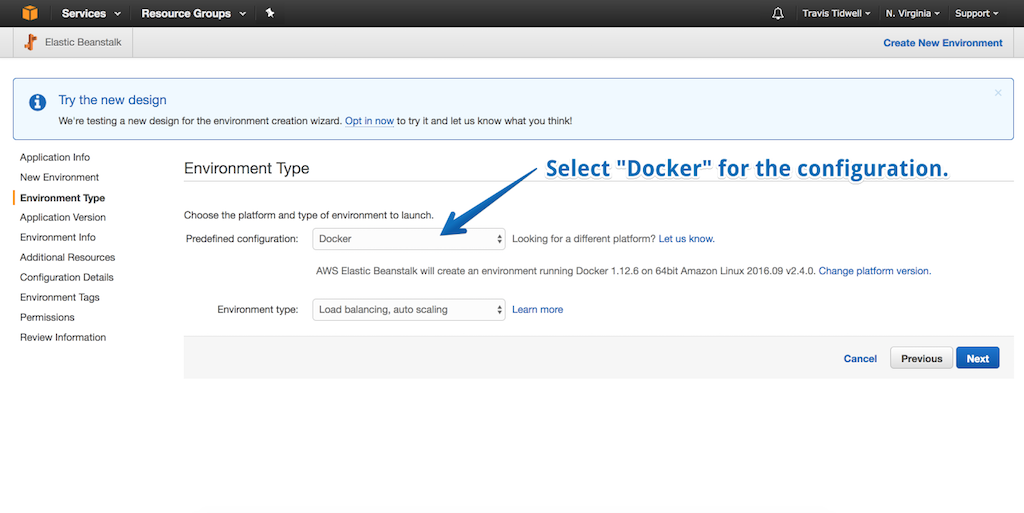 Services Resource Groups Travis Tidwell N. Virginia Support
Elastic Beanstalk Create New Environment
Try the new design
We're testing a new design for the environment creation wizard. Opt in now to try it and let us know what you think!
Application Info
New Environment
Environment Type
Application Version
Environment Info
Additional Resources
Configuration Details
Environment Tags
Permissions
Review Information
Environment Type
Select "Docker" for the configuration.
Choose the platform and type of environment to launch.
Predefined configuration: Docker Looking for a different platform? Let us know.
AWS Elastic Beanstalk will create an environment running Docker 1.12.6 on 64bit Amazon Linux 2016.09 v2.4.0. Change platform version.
Environment type: Load balancing, auto scaling Learn more
Cancel Previous Next